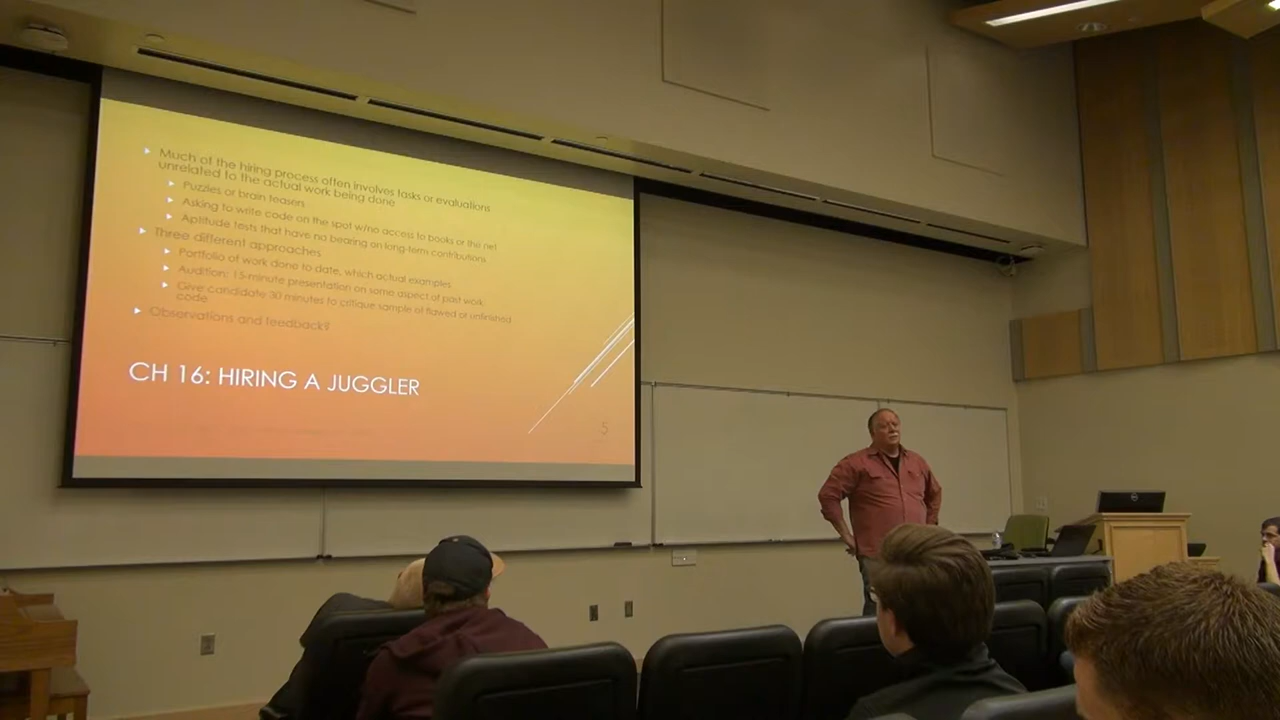 Much of the hiring process often involves tasks or evaluations
unrelated to the actual work being done
Puzzles or brain teasers
Asking to write code on the spot w/no access to books or the net
Aptitude tests that have no bearing on long-term contributions
Three different approaches
Portfolio of work done to date, which actual examples
Audition: 15-minute presentation on some aspect of past work
Give candidate 30 minutes to critique sample of flawed or unfinished
code
Observations and feedback?
CH 16: HIRING A JUGGLER
5